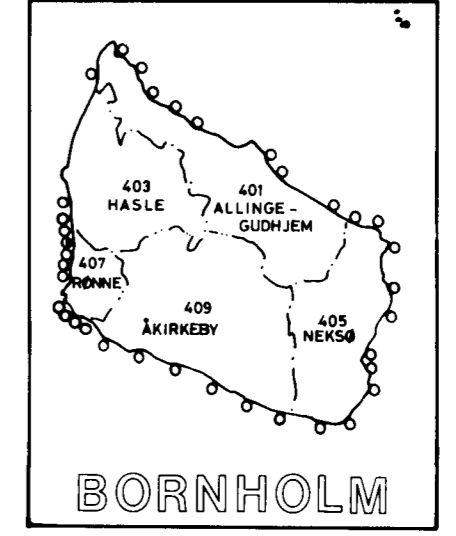 403
HASLE
401
ALLINGE-
GUDHJEM
407
RØNNE
409
ÅKIRKEBY
405
NEKSØ
BORNHOLM